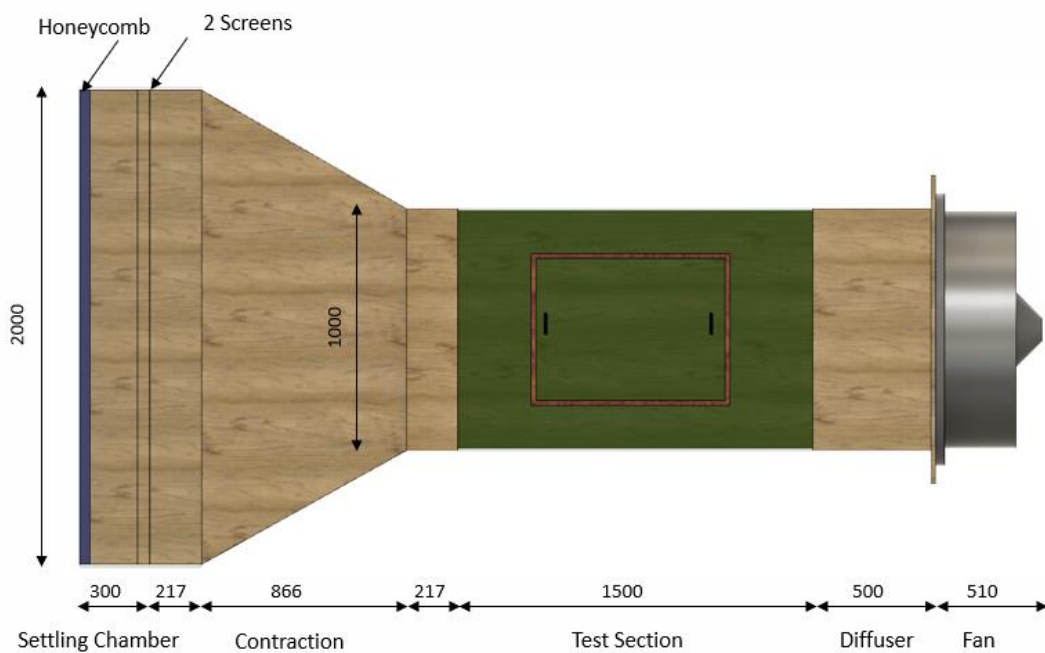 Honeycomb
2 Screens
2000
1000
300 217 866 217 1500 500 510
Settling Chamber Contraction Test Section Diffuser Fan